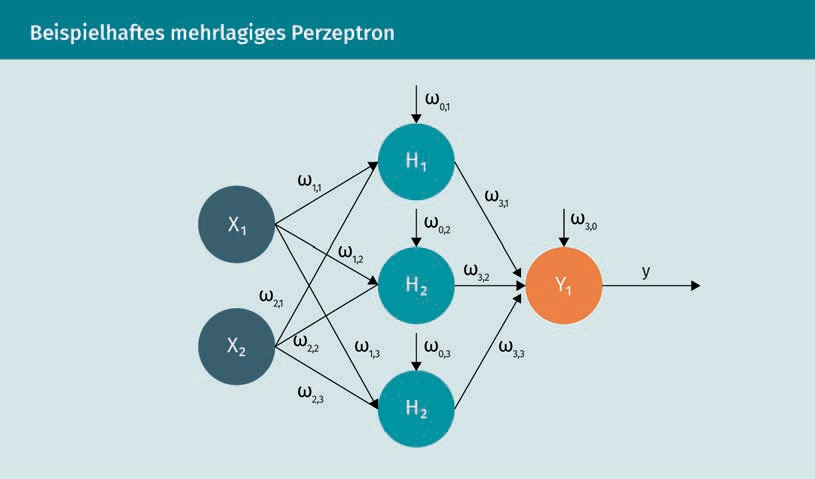 Beispielhaftes mehrlagiges Perzeptron
ω0,1
H1
ω1,1
ω3,1
X1
ω0,2
ω3,0
ω1,2
H2
ω3,2
Y1
y
ω2,1
X2
ω2,2
ω1,3
ω0,3
ω3,3
ω2,3
H2